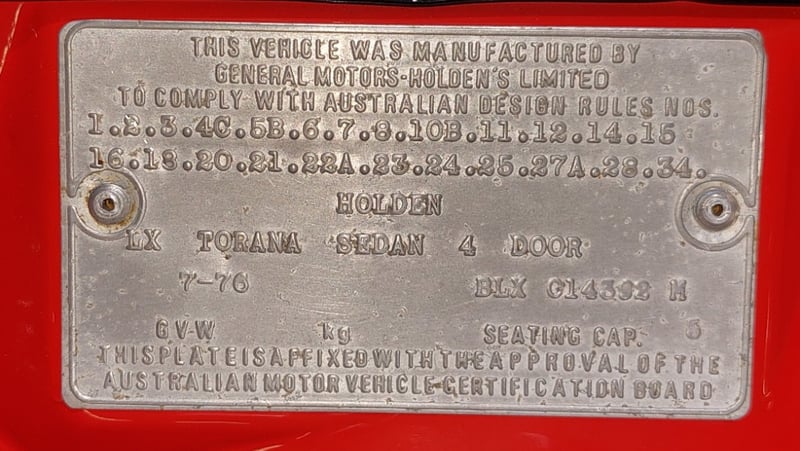 THIS VEHICLE WAS MANUFACTURED BY
GENERAL MOTORS-HOLDEN'S LIMITED
TO COMPLY WITH AUSTRALIAN DESIGN RULES NOS.
1.2.3.4C.5B.6.7.8.10B.11.12.14.15
16.18.20.21.22A.23.24.25.27A.28.34.
HOLDEN
LX TORANA SEDAN 4 DOOR
7-76 BLX C14392 M
G V-W kg SEATING CAP. 5
THIS PLATE IS AFFIXED WITH THE APPROVAL OF THE
AUSTRALIAN MOTOR VEHICLE CERTIFICATION BOARD